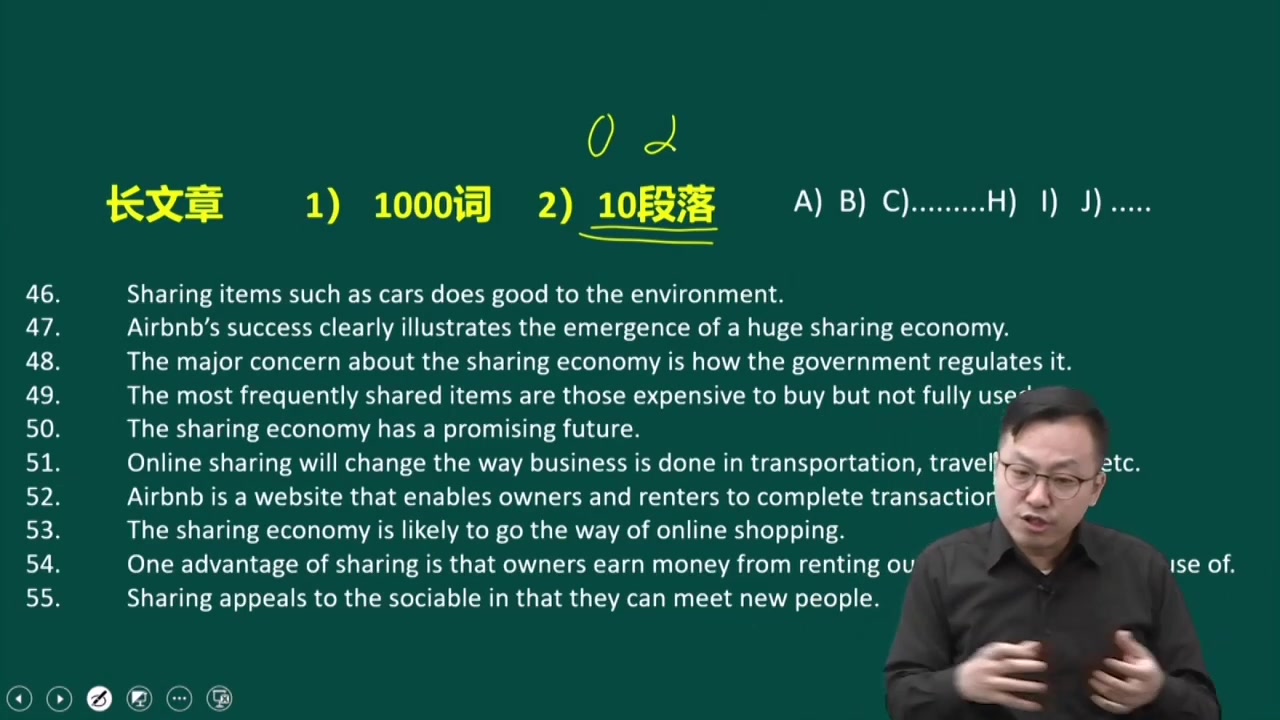 0 2
长文章 1） 1000词 2） 10段落 A) B) C).........H) I) J) .....
46. Sharing items such as cars does good to the environment.
47. Airbnb’s success clearly illustrates the emergence of a huge sharing economy.
48. The major concern about the sharing economy is how the government regulates it.
49. The most frequently shared items are those expensive to buy but not fully used
50. The sharing economy has a promising future.
51. Online sharing will change the way business is done in transportation, travel etc.
52. Airbnb is a website that enables owners and renters to complete
53. The sharing economy is likely to go the way of online shopping.
54. One advantage of sharing is that owners earn money from renting of.
55. Sharing appeals to the sociable in that they can meet new people.